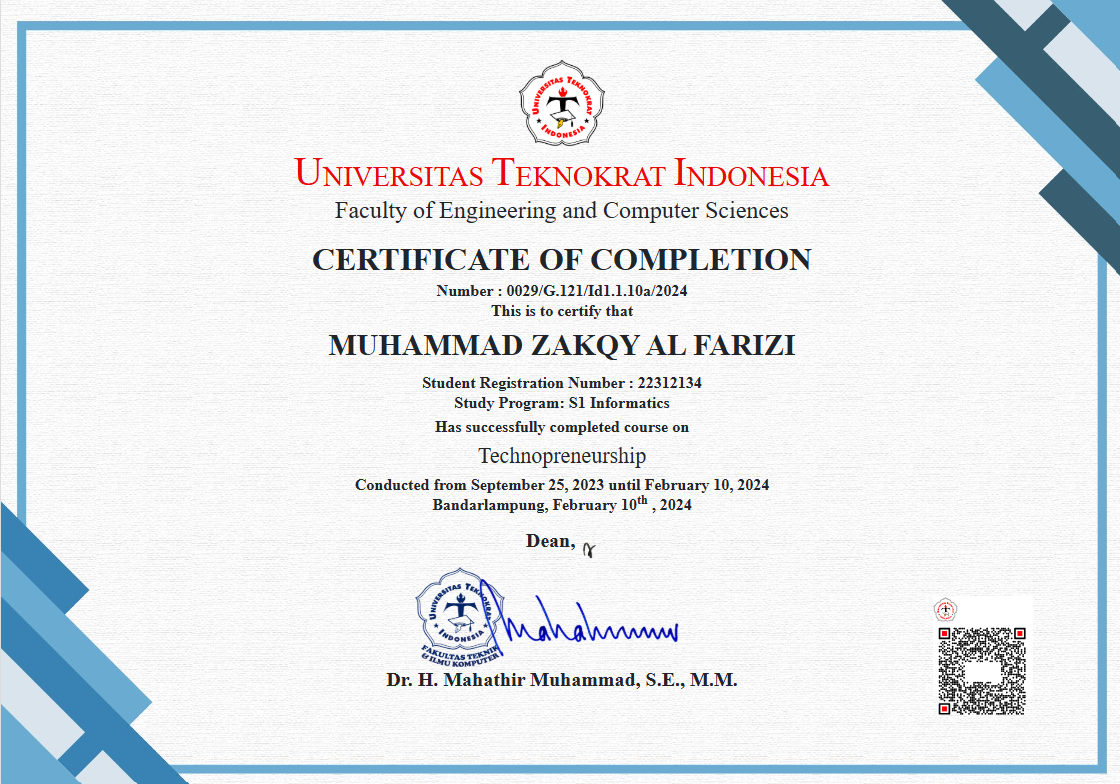 UNIVERSITAS TEKNOKRAT
INDONESIA
UNIVERSITAS TEKNOKRAT INDONESIA
Faculty of Engineering and Computer Sciences
CERTIFICATE OF COMPLETION
Number : 0029/G.121/Id1.1.10a/2024
This is to certify that
MUHAMMAD ZAKQY AL FARIZI
Student Registration Number : 22312134
Study Program: S1 Informatics
Has successfully completed course on
Technopreneurship
Conducted from September 25, 2023 until February 10, 2024
Bandarlampung, February 10th , 2024
Dean,
UNIVERSITAS TEKNOKRAT
INDONESIA
FAKULTAS TEKNIK
& ILMU KOMPUTER
Dr. H. Mahathir Muhammad, S.E., M.M.